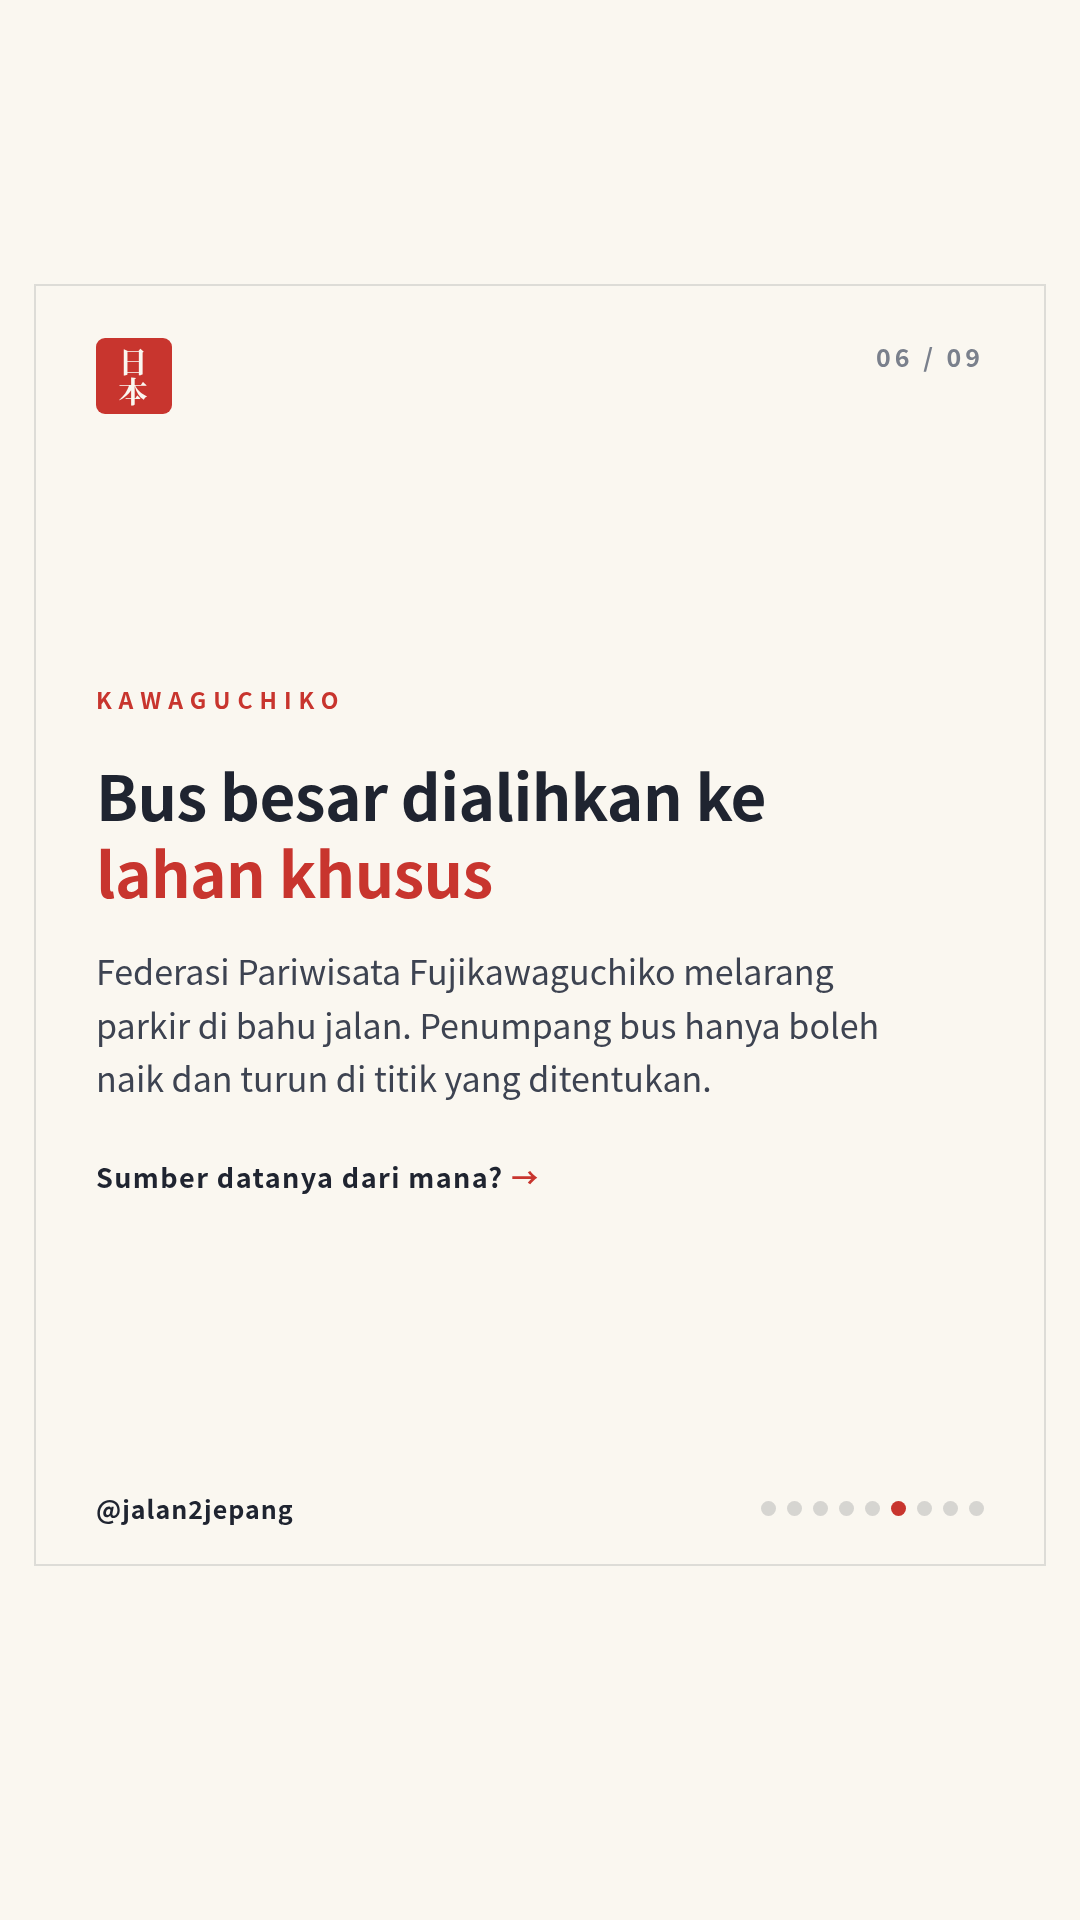 日
本
06 / 09
KAWAGUCHIKO
Bus besar dialihkan ke
lahan khusus
Federasi Pariwisata Fujikawaguchiko melarang
parkir di bahu jalan. Penumpang bus hanya boleh
naik dan turun di titik yang ditentukan.
Sumber datanya dari mana? →
@jalan2jepang